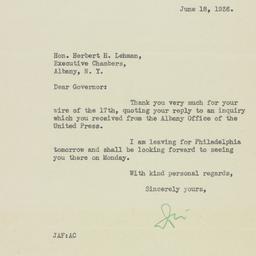 June 18, 1936.
Hon. Herbert H. Lehman,
Executive Chambers,
Albany, N. Y.
Dear Governor:
Thank you very much for your
wire of the 17th, quoting your reply to an inquiry
which you received from the Albany Office of the
United Press.
I am leaving for Philadelphia
tomorrow and shall be looking forward to seeing
you there on Monday.
With kind personal regards,
Sincerely yours,
Jim
JAF:AC